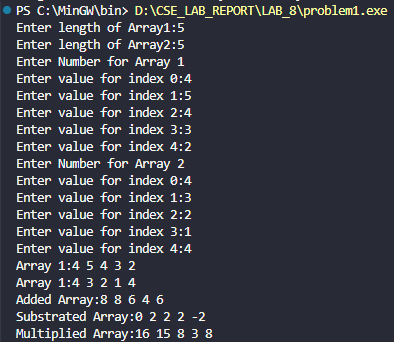 PS C:\MinGW\bin> D:\CSE_LAB_REPORT\LAB_8\problem1.exe
Enter length of Array1:5
Enter length of Array2:5
Enter Number for Array 1
Enter value for index 0:4
Enter value for index 1:5
Enter value for index 2:4
Enter value for index 3:3
Enter value for index 4:2
Enter Number for Array 2
Enter value for index 0:4
Enter value for index 1:3
Enter value for index 2:2
Enter value for index 3:1
Enter value for index 4:4
Array 1:4 5 4 3 2
Array 1:4 3 2 1 4
Added Array:8 8 6 4 6
Substrated Array:0 2 2 2 -2
Multiplied Array:16 15 8 3 8